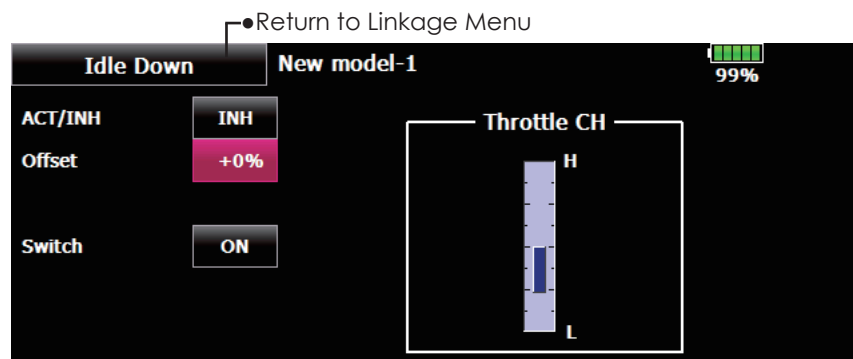 Return to Linkage Menu
Idle Down
New model-1
99%
ACT/INH INH
Offset +0%
Switch ON
Throttle CH
H
L